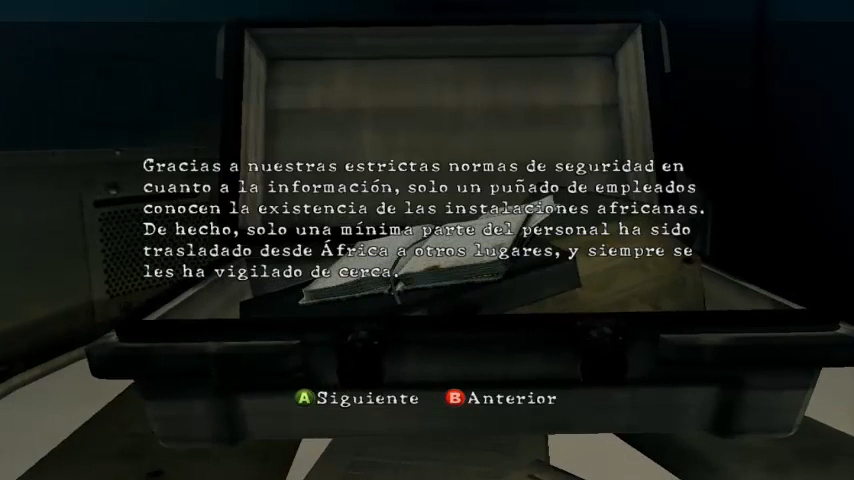 Gracias a nuestras estrictas normas de seguridad en
cuanto a la información, solo un puñado de empleados
conocen la existencia de las instalaciones africanas.
De hecho, solo una mínima parte del personal ha sido
trasladado desde África a otros lugares, y siempre se
les ha vigilado de cerca.
A Siguiente B Anterior